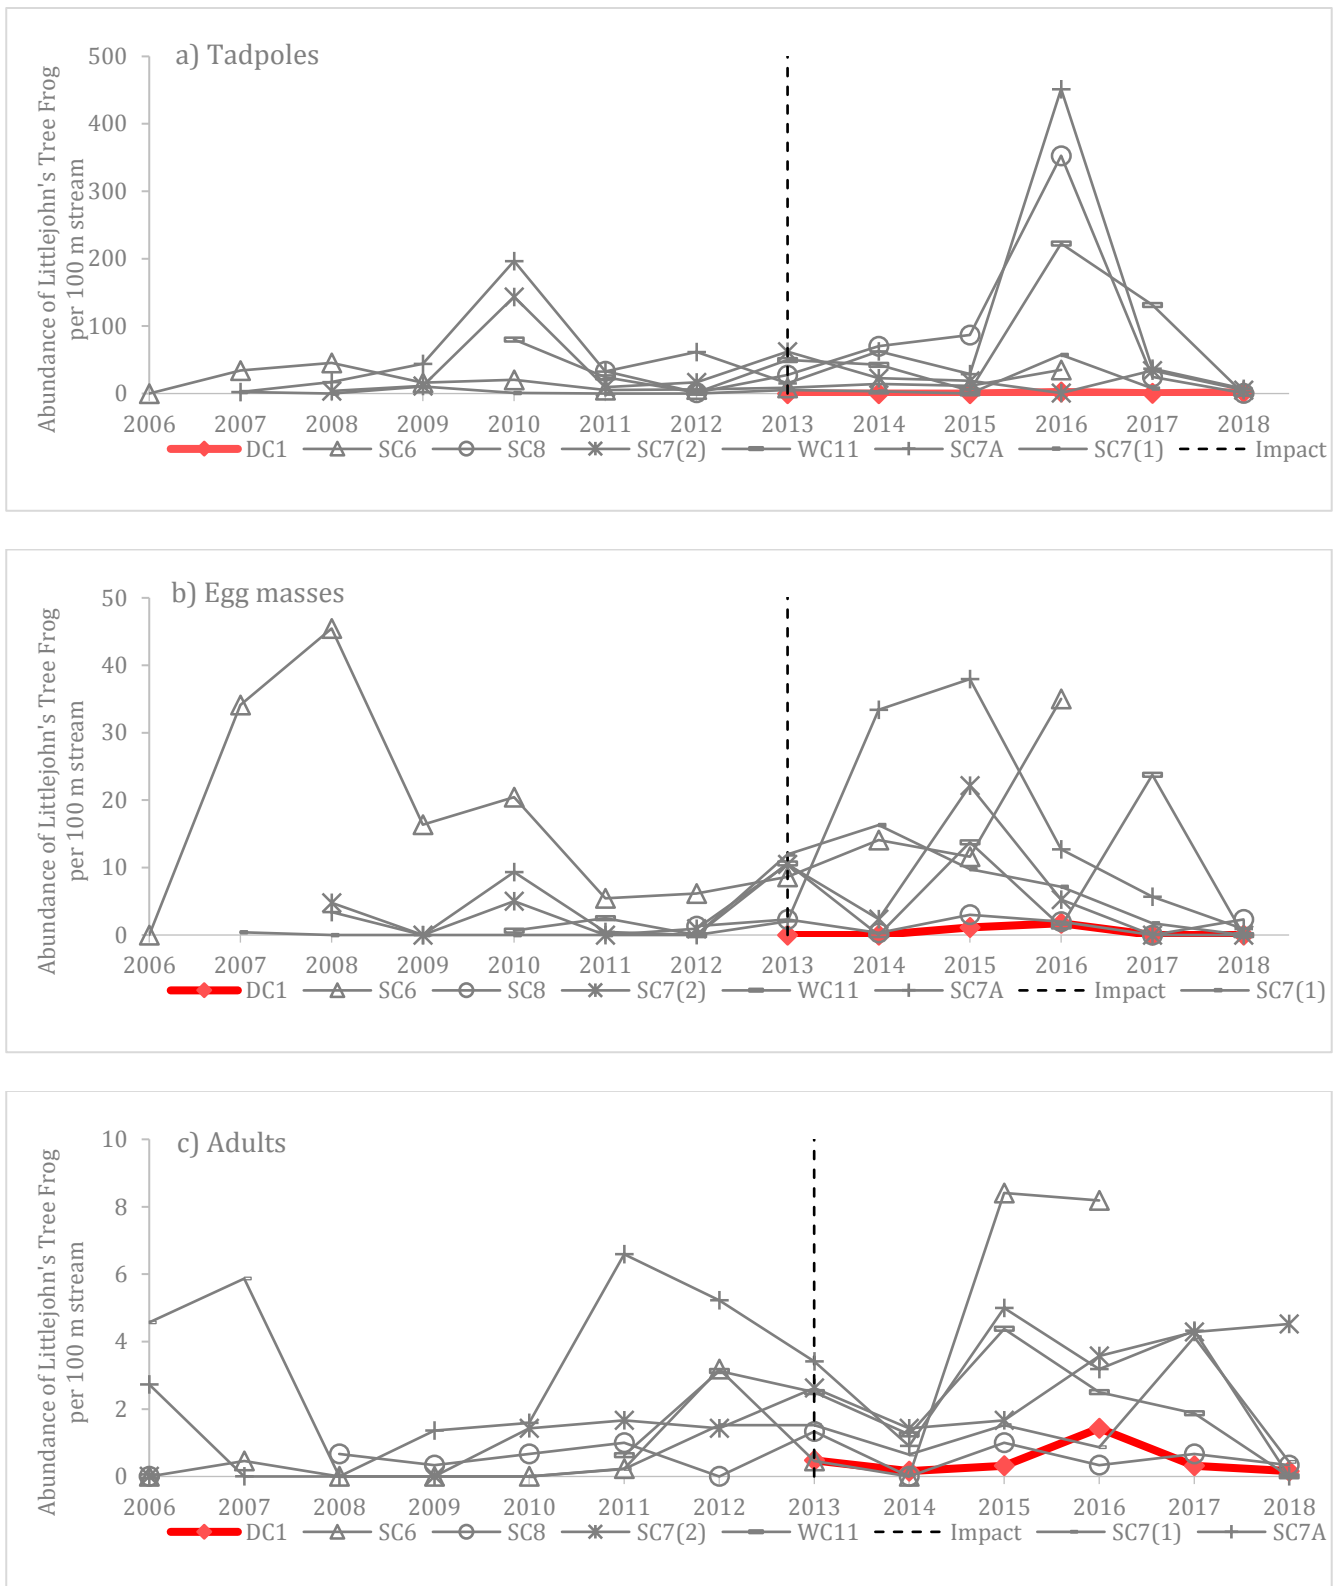 a) Tadpoles
Abundance of Littlejohn's Tree Frog
per 100 m stream
500
400
300
200
100
0
2006 2007 2008 2009 2010 2011 2012 2013 2014 2015 2016 2017 2018
DC1 SC6 SC8 SC7(2) WC11 SC7A SC7(1) Impact
b) Egg masses
Abundance of Littlejohn's Tree Frog
per 100 m stream
50
40
30
20
10
0
2006 2007 2008 2009 2010 2011 2012 2013 2014 2015 2016 2017 2018
DC1 SC6 SC8 SC7(2) WC11 SC7A Impact SC7(1)
c) Adults
Abundance of Littlejohn's Tree Frog
per 100 m stream
10
8
6
4
2
0
2006 2007 2008 2009 2010 2011 2012 2013 2014 2015 2016 2017 2018
DC1 SC6 SC8 SC7(2) WC11 Impact SC7(1) SC7A